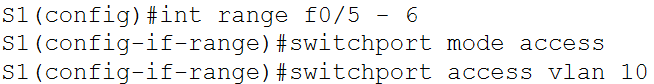 S1(config)#int range f0/5 - 6
S1(config-if-range)#switchport mode access
S1(config-if-range)#switchport access vlan 10